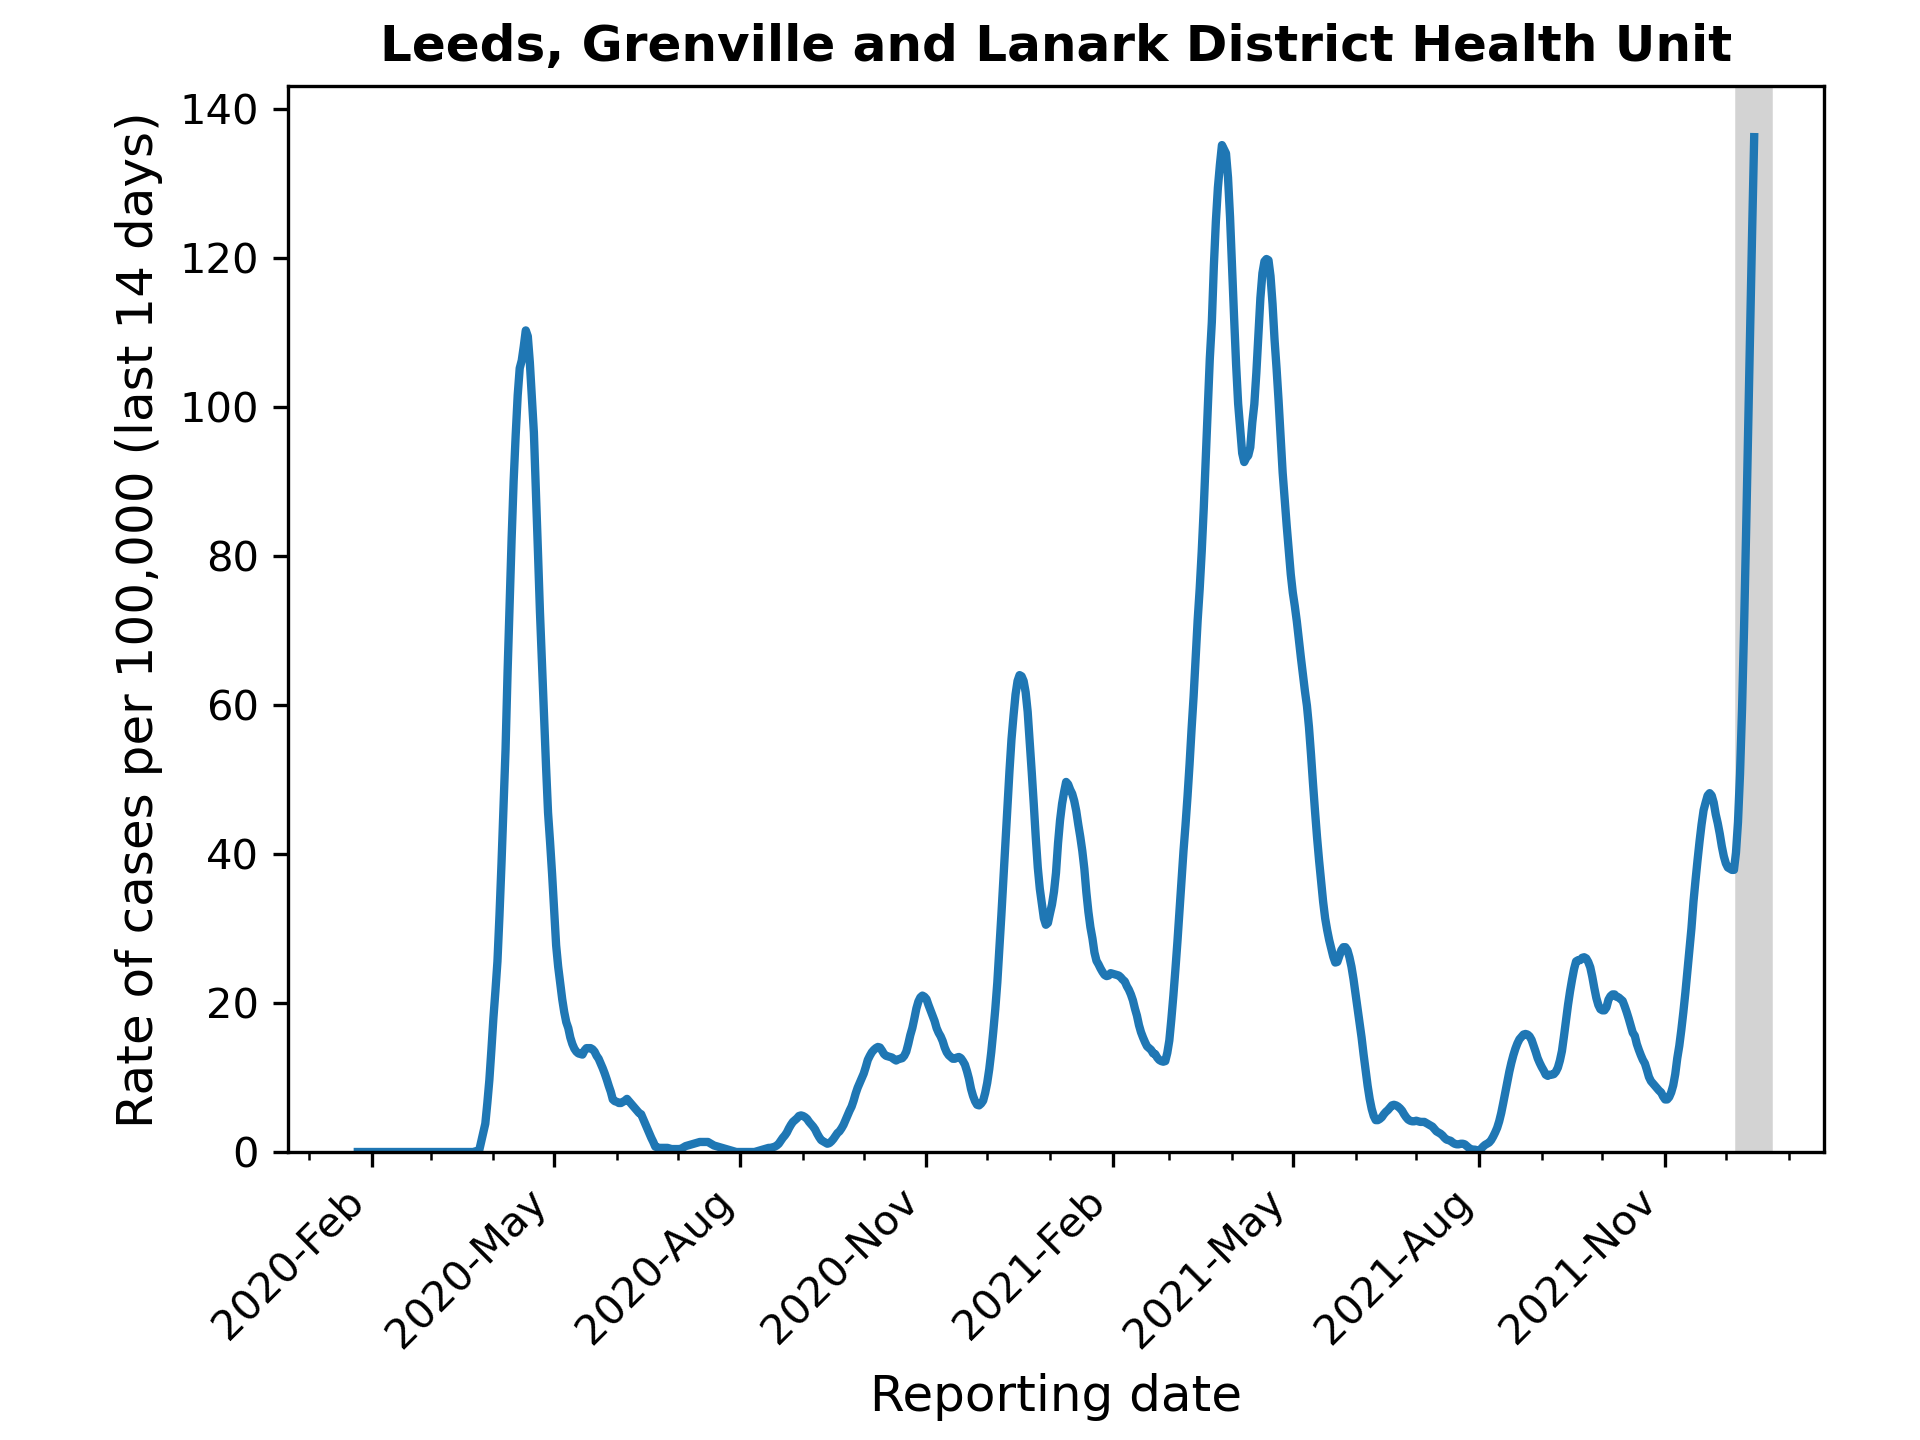 Leeds, Grenville and Lanark District Health Unit
Rate of cases per 100,000 (last 14 days)
140
120
100
80
60
40
20
0
2020-Feb
2020-May
2020-Aug
2020-Nov
2021-Feb
2021-May
2021-Aug
2021-Nov
Reporting date